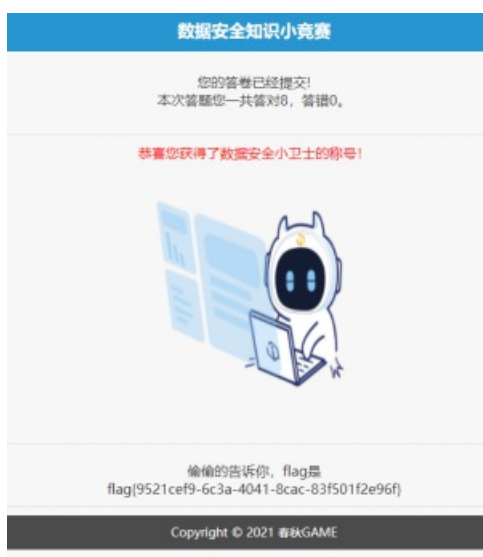 数据安全知识小竞赛
您的答卷已经提交!
本次答题您一共答对8，答错0。
恭喜您获得了数据安全小卫士的称号!
偷偷的告诉你，flag是
flag{9521cef9-6c3a-4041-8cac-83f501f2e96f}
Copyright © 2021 春秋GAME